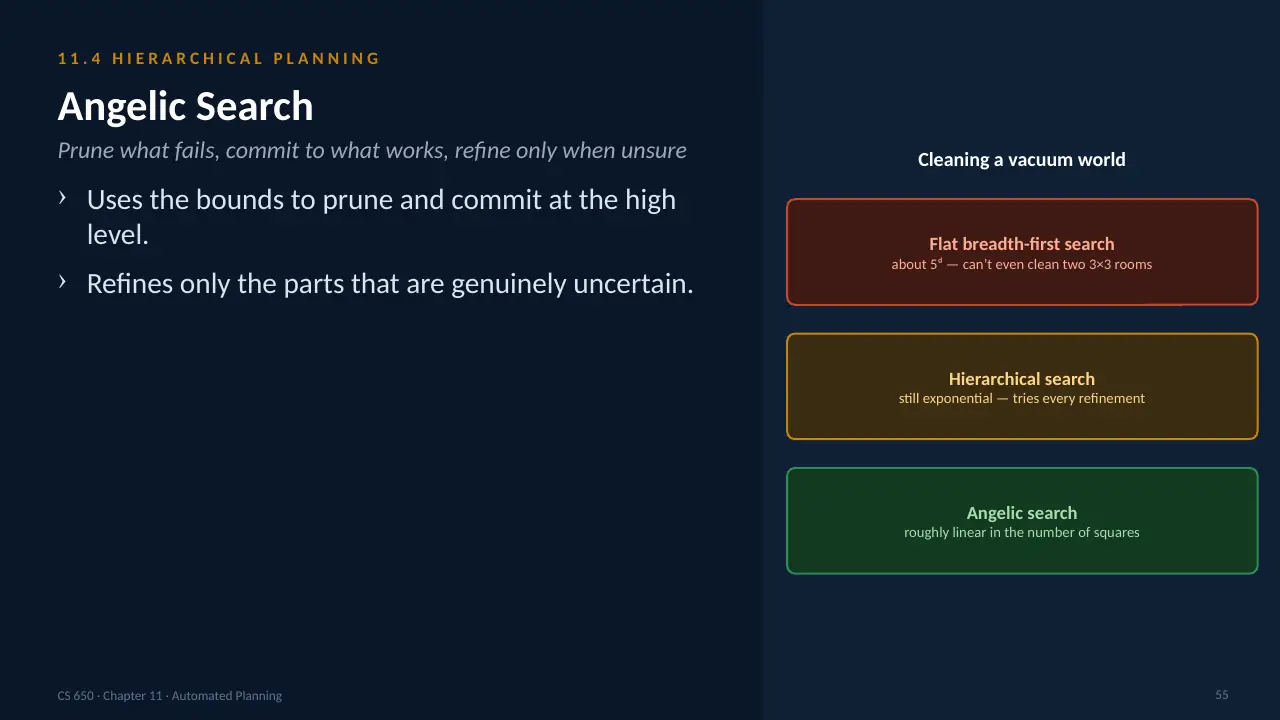 11.4 HIERARCHICAL PLANNING
Angelic Search
Prune what fails, commit to what works, refine only when unsure
› Uses the bounds to prune and commit at the high
level.
› Refines only the parts that are genuinely uncertain.
Cleaning a vacuum world
Flat breadth-first search
about 5ᵈ — can’t even clean two 3×3 rooms
Hierarchical search
still exponential — tries every refinement
Angelic search
roughly linear in the number of squares
CS 650 · Chapter 11 · Automated Planning
55